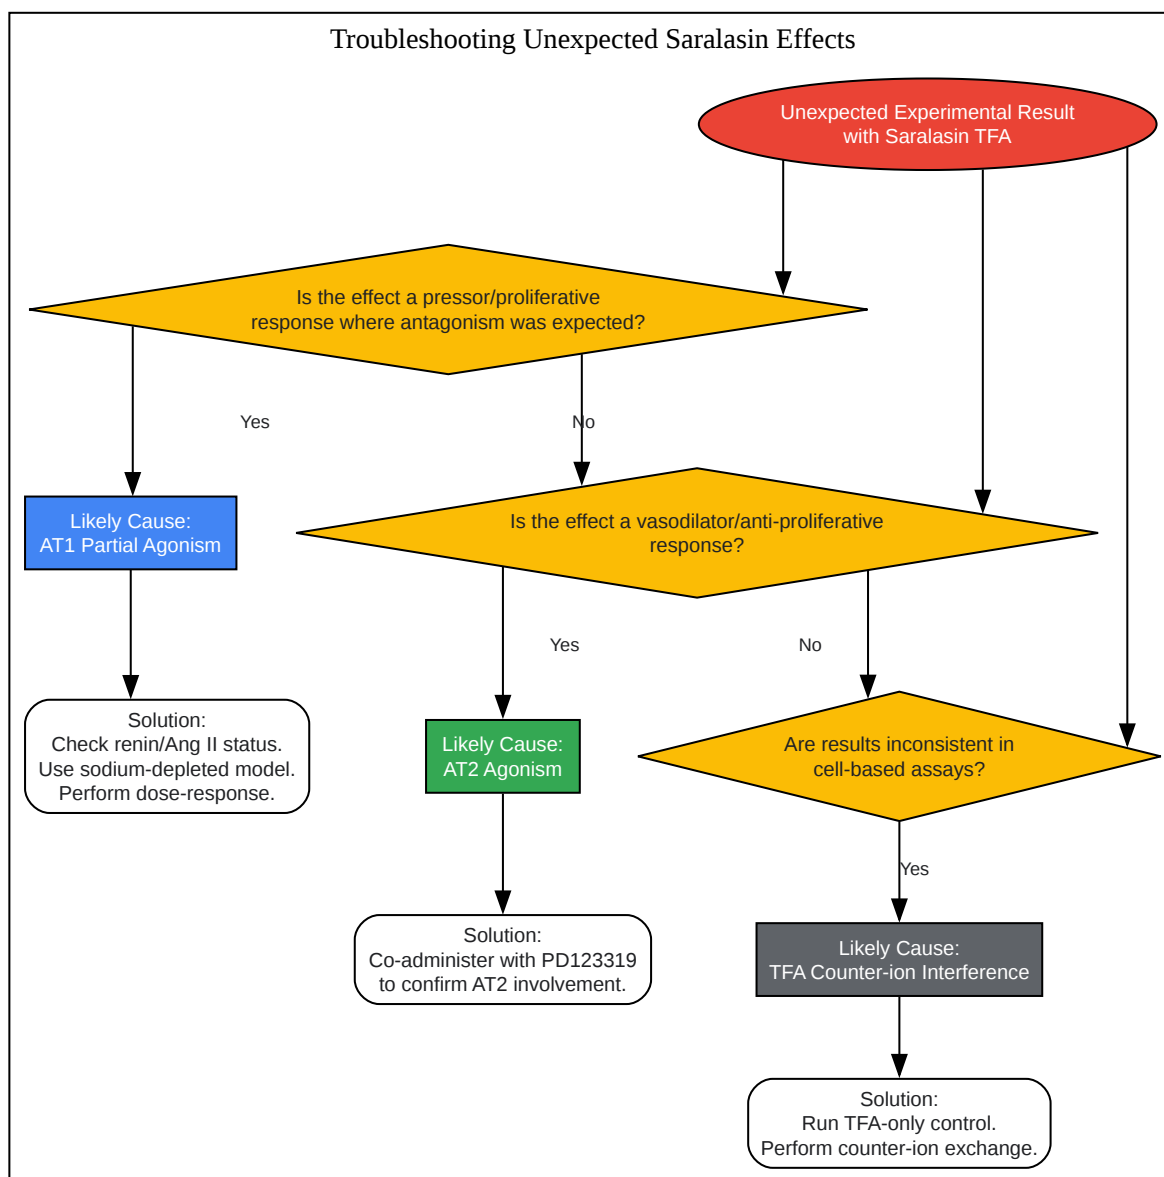 Troubleshooting Unexpected Saralasin Effects
Unexpected Experimental Result
with Saralasin TFA
Is the effect a pressor/proliferative
response where antagonism was expected?
Yes
No
Likely Cause:
AT1 Partial Agonism
Is the effect a vasodilator/anti-proliferative
response?
Yes
No
Solution:
Check renin/Ang II status.
Use sodium-depleted model.
Perform dose-response.
Likely Cause:
AT2 Agonism
Are results inconsistent in
cell-based assays?
Yes
Solution:
Co-administer with PD123319
to confirm AT2 involvement.
Likely Cause:
TFA Counter-ion Interference
Solution:
Run TFA-only control.
Perform counter-ion exchange.